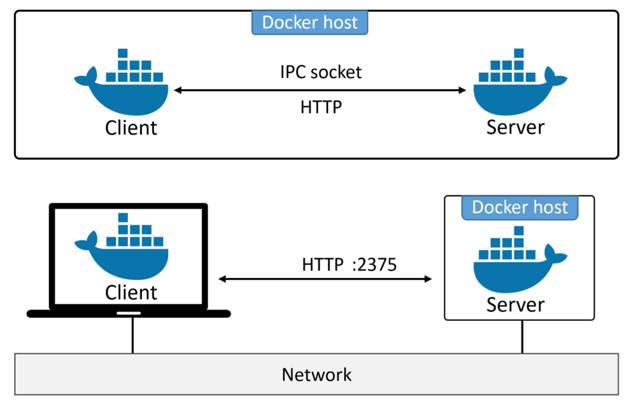 Docker host
IPC socket
HTTP
Client
Server
Docker host
HTTP :2375
Client
Server
Network